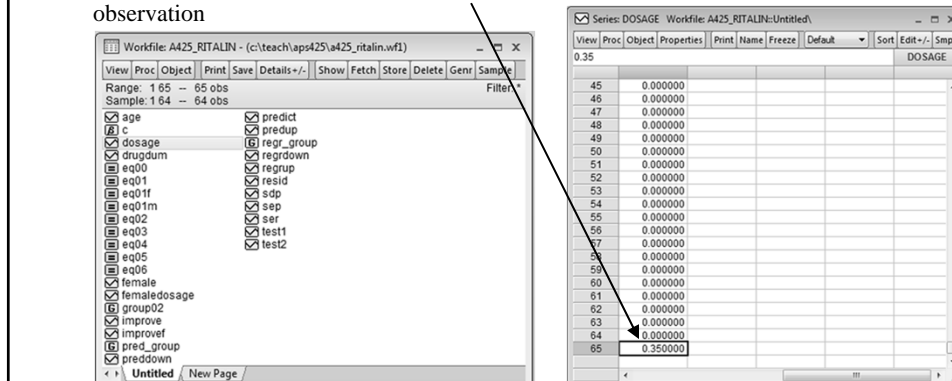 observation
Workfile: A425_RITALIN - (c:\teach\aps425\a425_ritalin.wf1)
View Proc Object Print Save Details+/- Show Fetch Store Delete Genr Sample
Range: 1 65 -- 65 obs Filter: *
Sample: 1 64 -- 64 obs
age
c
dosage
drugdum
eq00
eq01
eq01f
eq01m
eq02
eq03
eq04
eq05
eq06
female
femaledosage
group02
improve
improvef
pred_group
preddown
predict
predup
regr_group
regrdown
regrup
resid
sdp
sep
ser
test1
test2
Untitled New Page
Series: DOSAGE Workfile: A425_RITALIN::Untitled\
View Proc Object Properties Print Name Freeze Default Sort Edit+/- Smp
0.35 DOSAGE
45 0.000000
46 0.000000
47 0.000000
48 0.000000
49 0.000000
50 0.000000
51 0.000000
52 0.000000
53 0.000000
54 0.000000
55 0.000000
56 0.000000
57 0.000000
58 0.000000
59 0.000000
60 0.000000
61 0.000000
62 0.000000
63 0.000000
64 0.000000
65 0.350000